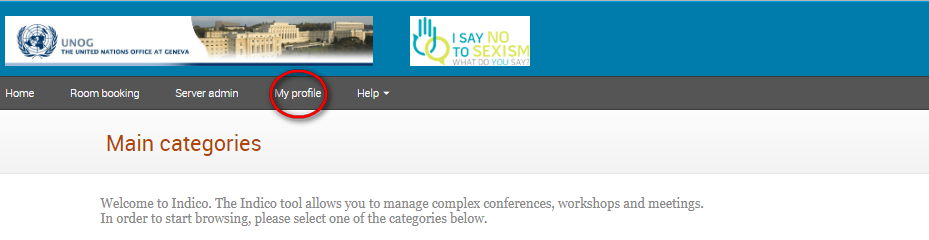 UNOG
THE UNITED NATIONS OFFICE AT GENEVA
I SAY NO
TO SEXISM
WHAT DO YOU SAY?
Home Room booking Server admin My profile Help
Main categories
Welcome to Indico. The Indico tool allows you to manage complex conferences, workshops and meetings.
In order to start browsing, please select one of the categories below.